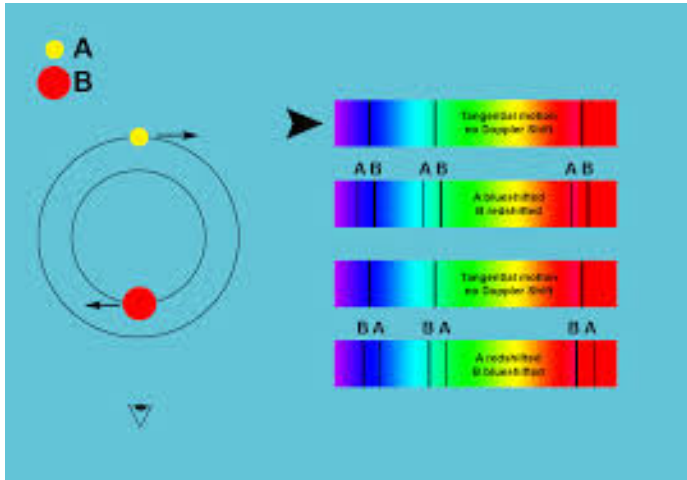 A
B
Tangential motion
no Doppler Shift
A B A B A B
A blueshifted
B redshifted
Tangential motion
no Doppler Shift
B A B A B A
A redshifted
B blueshifted